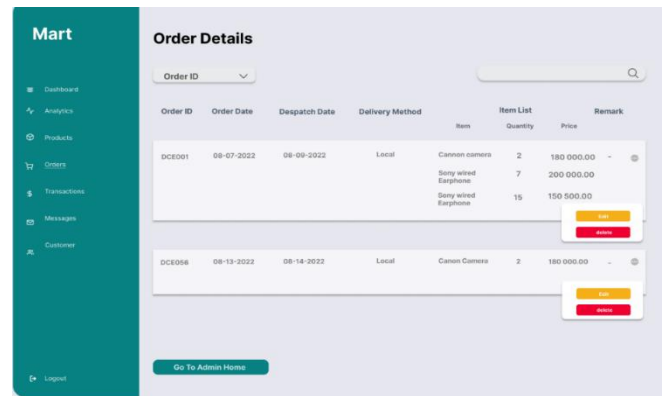 Mart
Dashboard
Analytics
Products
Orders
Transactions
Messages
Customer
Logout
Order Details
Order ID
Order ID Order Date Despatch Date Delivery Method Item List Remark
Item Quantity Price
DCE001 08-07-2022 08-09-2022 Local Cannon camera 2 180 000.00 -
Sony wired 7 200 000.00
Earphone
Sony wired 15 150 500.00
Earphone
Edit
delete
DCE056 08-13-2022 08-14-2022 Local Canon Camera 2 180 000.00 -
Edit
delete
Go To Admin Home